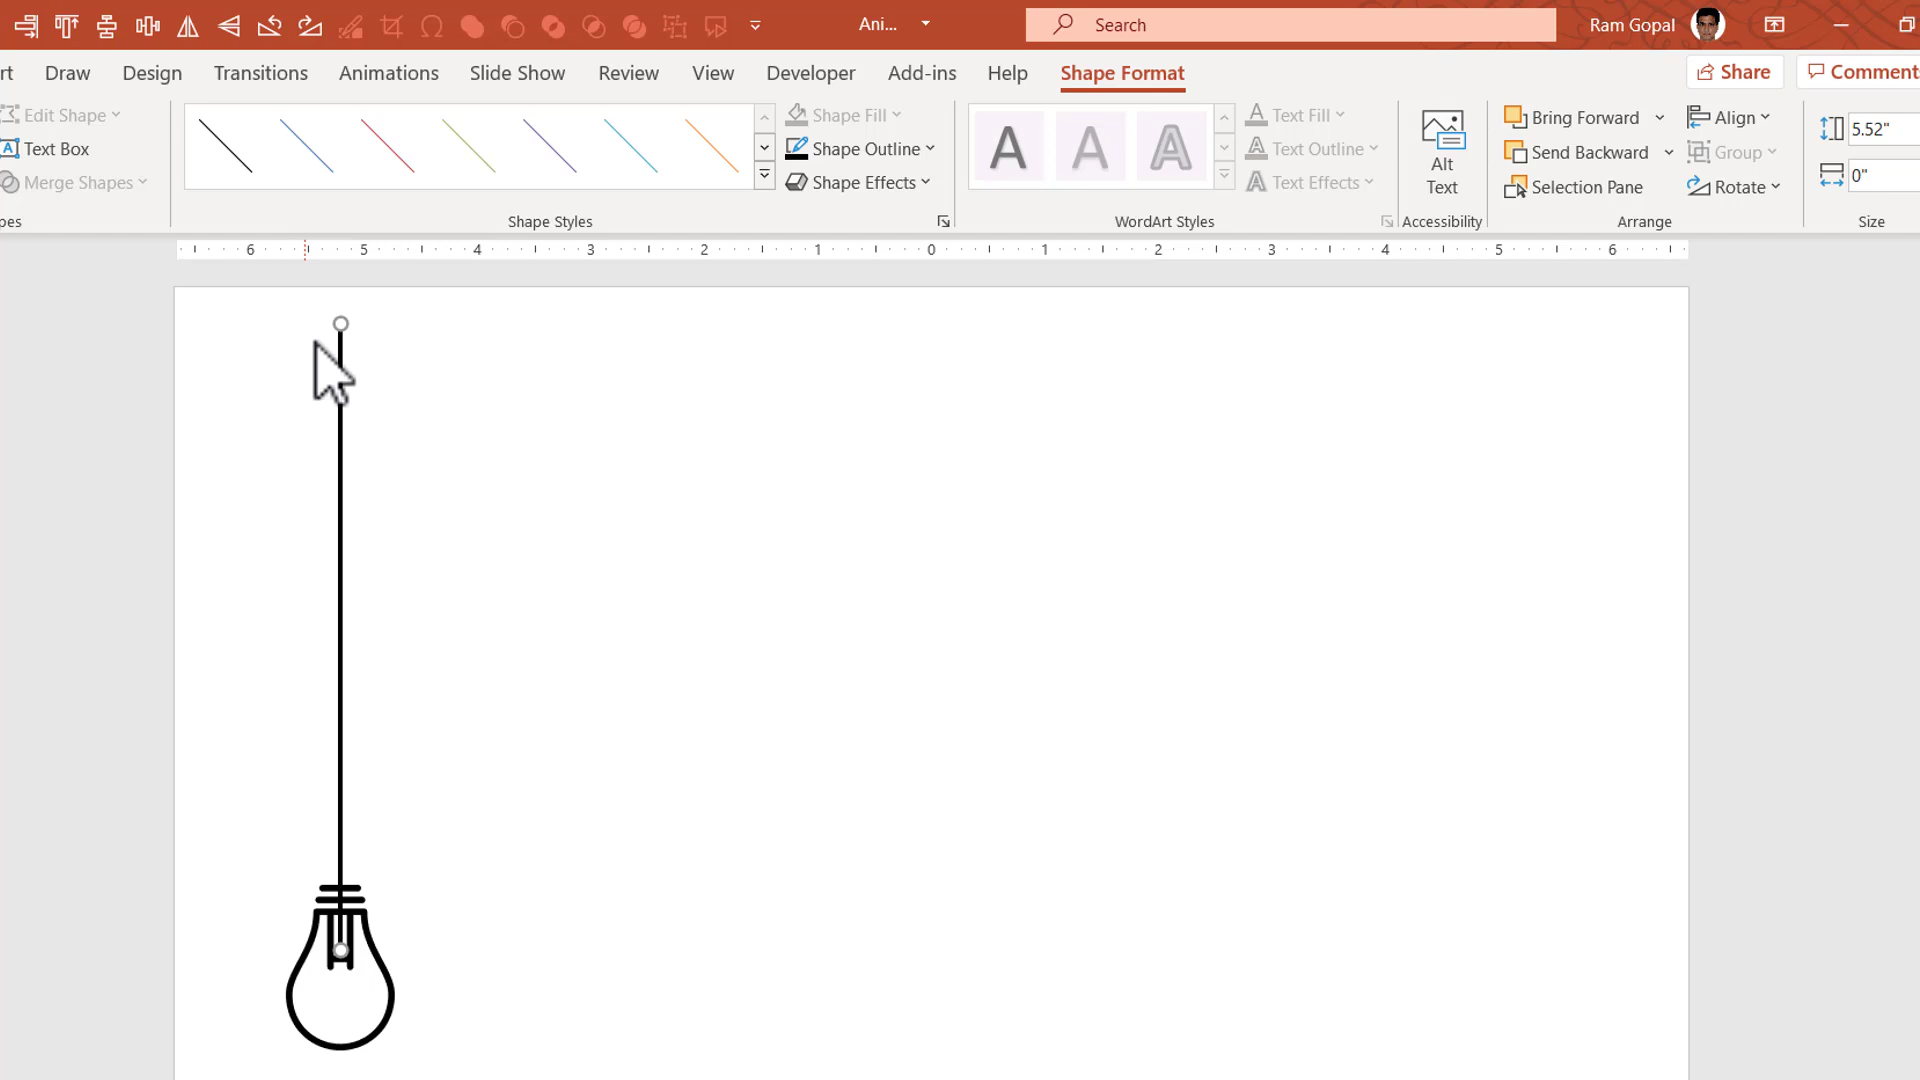 Ani...
Search
Ram Gopal
rt Draw Design Transitions Animations Slide Show Review View Developer Add-ins Help Shape Format
Share
Comment
Edit Shape
Text Box
Merge Shapes
pes
Shape Fill
Shape Outline
Shape Effects
Shape Styles
A A A
Text Fill
Text Outline
Text Effects
WordArt Styles
Alt
Text
Accessibility
Bring Forward
Send Backward
Selection Pane
Align
Group
Rotate
Arrange
5.52"
0"
Size
6 5 4 3 2 1 0 1 2 3 4 5 6